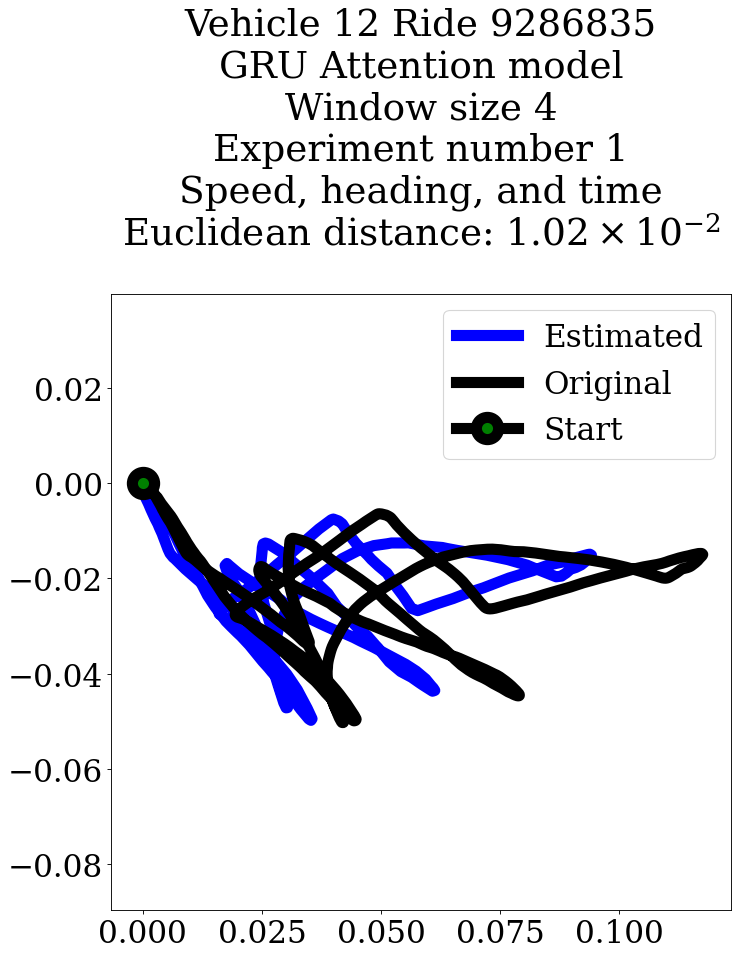 Vehicle 12 Ride 9286835
GRU Attention model
Window size 4
Experiment number 1
Speed, heading, and time
Euclidean distance: 1.02 × 10⁻²
Estimated
Original
Start
0.02
0.00
−0.02
−0.04
−0.06
−0.08
0.000 0.025 0.050 0.075 0.100